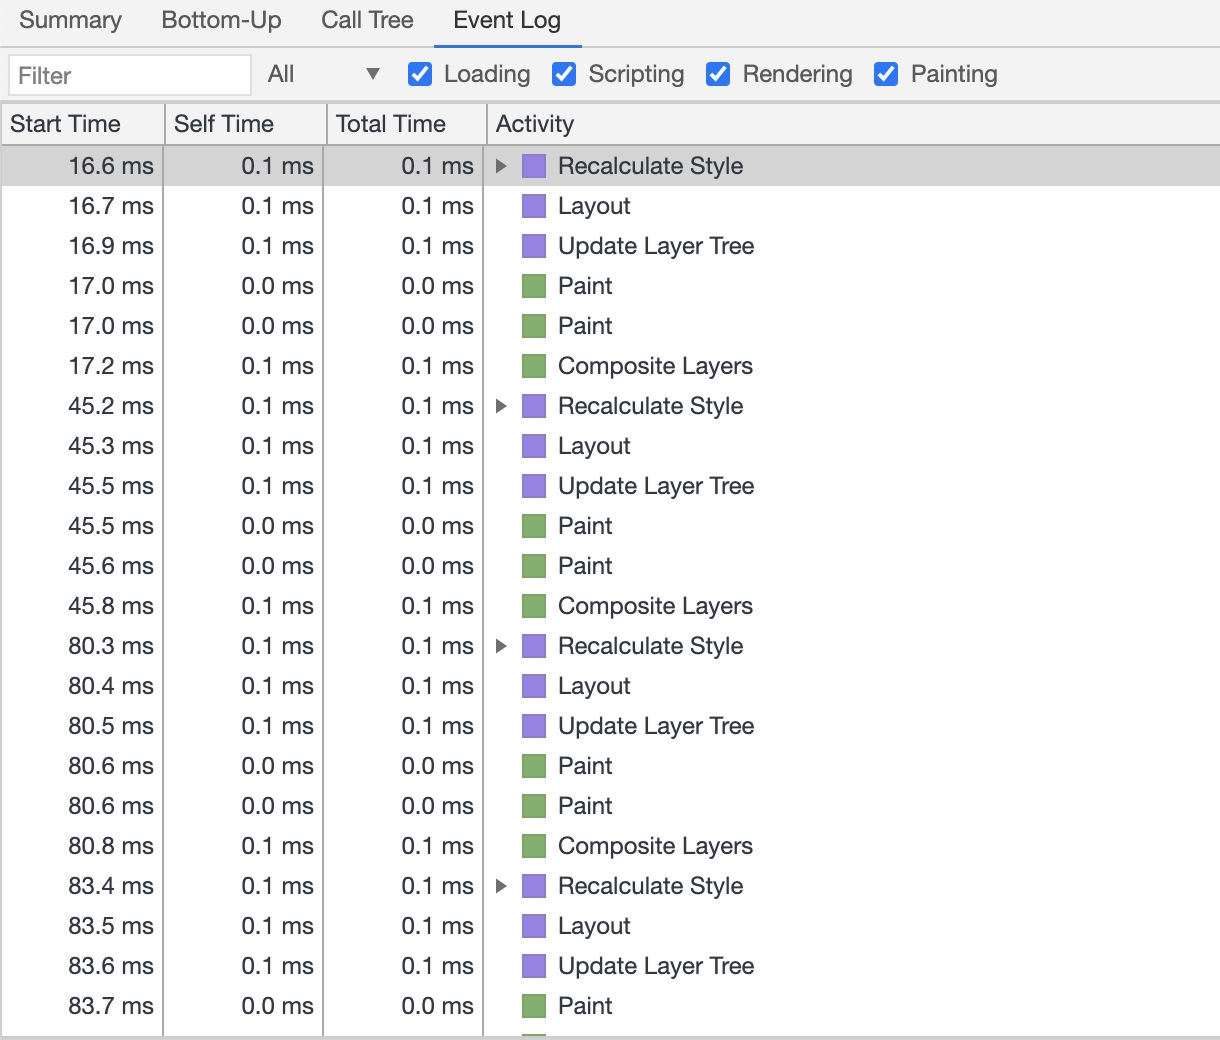 Summary Bottom-Up Call Tree Event Log
Filter All Loading Scripting Rendering Painting
Start Time Self Time Total Time Activity
16.6 ms 0.1 ms 0.1 ms Recalculate Style
16.7 ms 0.1 ms 0.1 ms Layout
16.9 ms 0.1 ms 0.1 ms Update Layer Tree
17.0 ms 0.0 ms 0.0 ms Paint
17.0 ms 0.0 ms 0.0 ms Paint
17.2 ms 0.1 ms 0.1 ms Composite Layers
45.2 ms 0.1 ms 0.1 ms Recalculate Style
45.3 ms 0.1 ms 0.1 ms Layout
45.5 ms 0.1 ms 0.1 ms Update Layer Tree
45.5 ms 0.0 ms 0.0 ms Paint
45.6 ms 0.0 ms 0.0 ms Paint
45.8 ms 0.1 ms 0.1 ms Composite Layers
80.3 ms 0.1 ms 0.1 ms Recalculate Style
80.4 ms 0.1 ms 0.1 ms Layout
80.5 ms 0.1 ms 0.1 ms Update Layer Tree
80.6 ms 0.0 ms 0.0 ms Paint
80.6 ms 0.0 ms 0.0 ms Paint
80.8 ms 0.1 ms 0.1 ms Composite Layers
83.4 ms 0.1 ms 0.1 ms Recalculate Style
83.5 ms 0.1 ms 0.1 ms Layout
83.6 ms 0.1 ms 0.1 ms Update Layer Tree
83.7 ms 0.0 ms 0.0 ms Paint